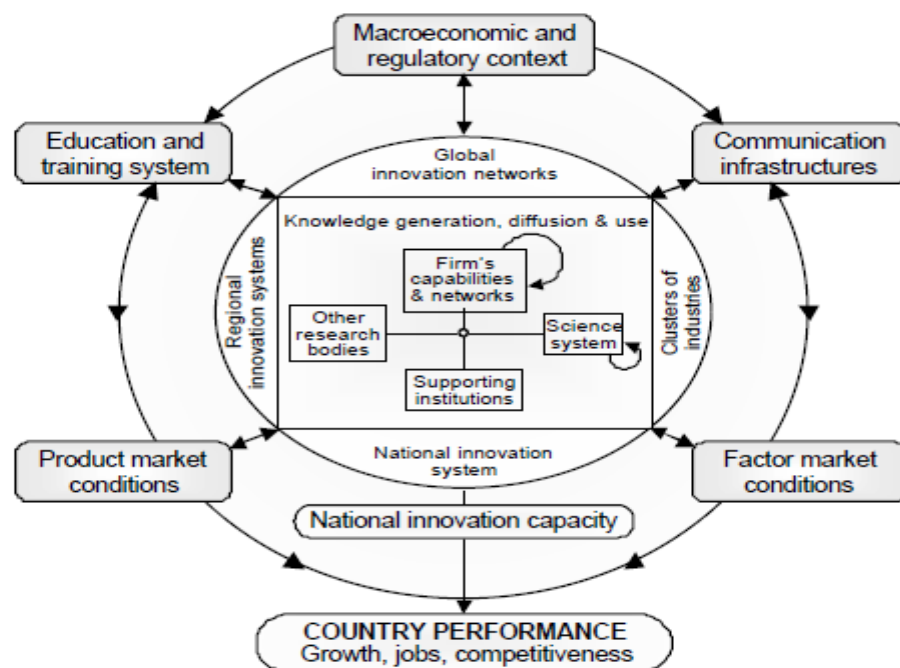 Macroeconomic and
regulatory context
Education and
training system
Communication
infrastructures
Global
innovation networks
Knowledge generation, diffusion & use
Regional
innovation systems
Clusters of
industries
Firm's
capabilities
& networks
Other
research
bodies
Science
system
Supporting
institutions
National innovation
system
Product market
conditions
Factor market
conditions
National innovation capacity
COUNTRY PERFORMANCE
Growth, jobs, competitiveness